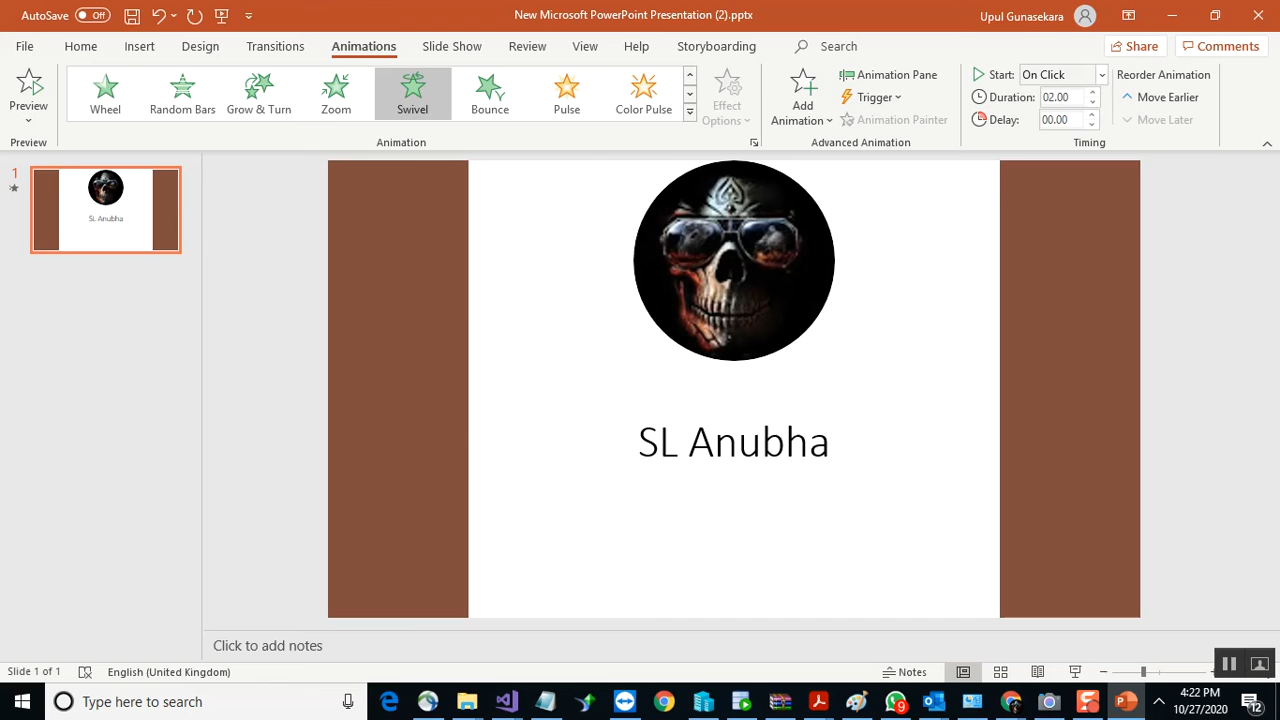 AutoSave Off
New Microsoft PowerPoint Presentation (2).pptx
Upul Gunasekara
File Home Insert Design Transitions Animations Slide Show Review View Help Storyboarding Search
Share Comments
Preview
Wheel Random Bars Grow & Turn Zoom Swivel Bounce Pulse Color Pulse
Effect Options
Add Animation
Animation Pane
Trigger
Animation Painter
Start: On Click
Duration: 02.00
Delay: 00.00
Reorder Animation
Move Earlier
Move Later
Preview Animation Advanced Animation Timing
1
SL Anubha
SL Anubha
Click to add notes
Slide 1 of 1 English (United Kingdom) Notes
Type here to search
9
4:22 PM
10/27/2020
12